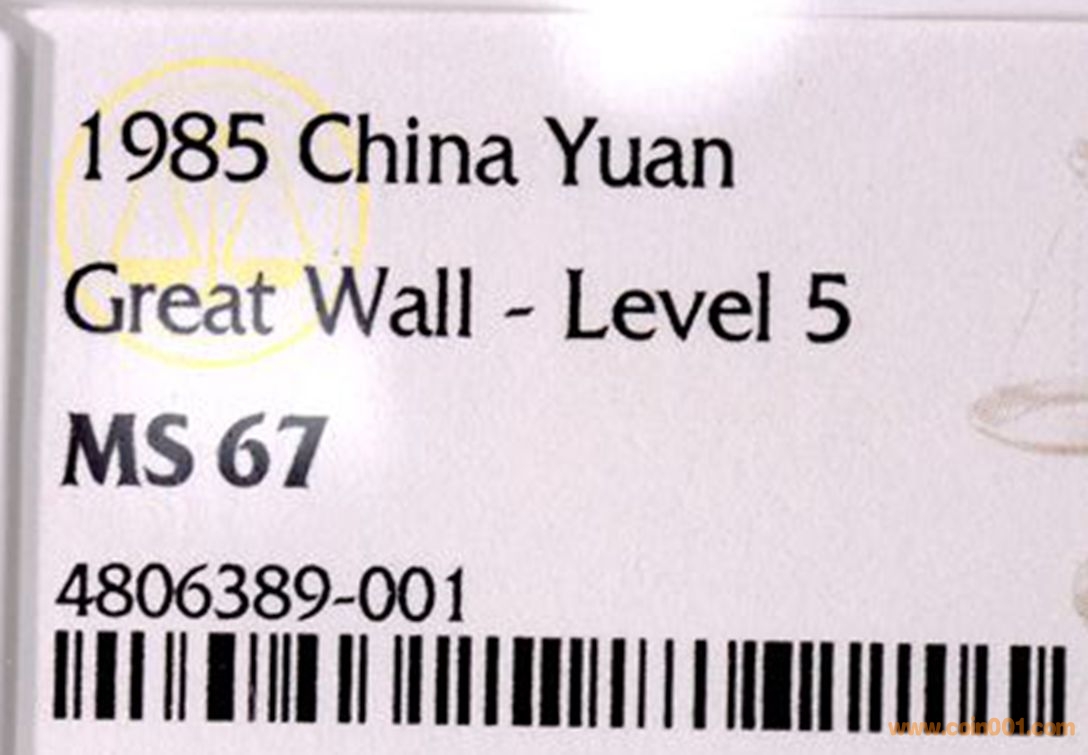 1985 China Yuan
Great Wall - Level 5
MS 67
4806389-001
www.coin001.com